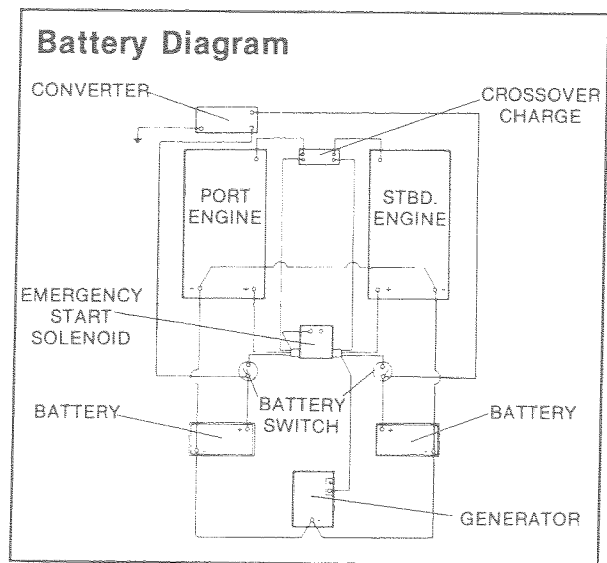 Battery Diagram
CONVERTER
CROSSOVER
CHARGE
PORT
ENGINE
STBD.
ENGINE
- +
+ -
EMERGENCY
START
SOLENOID
BATTERY
BATTERY
SWITCH
BATTERY
+
+
GENERATOR